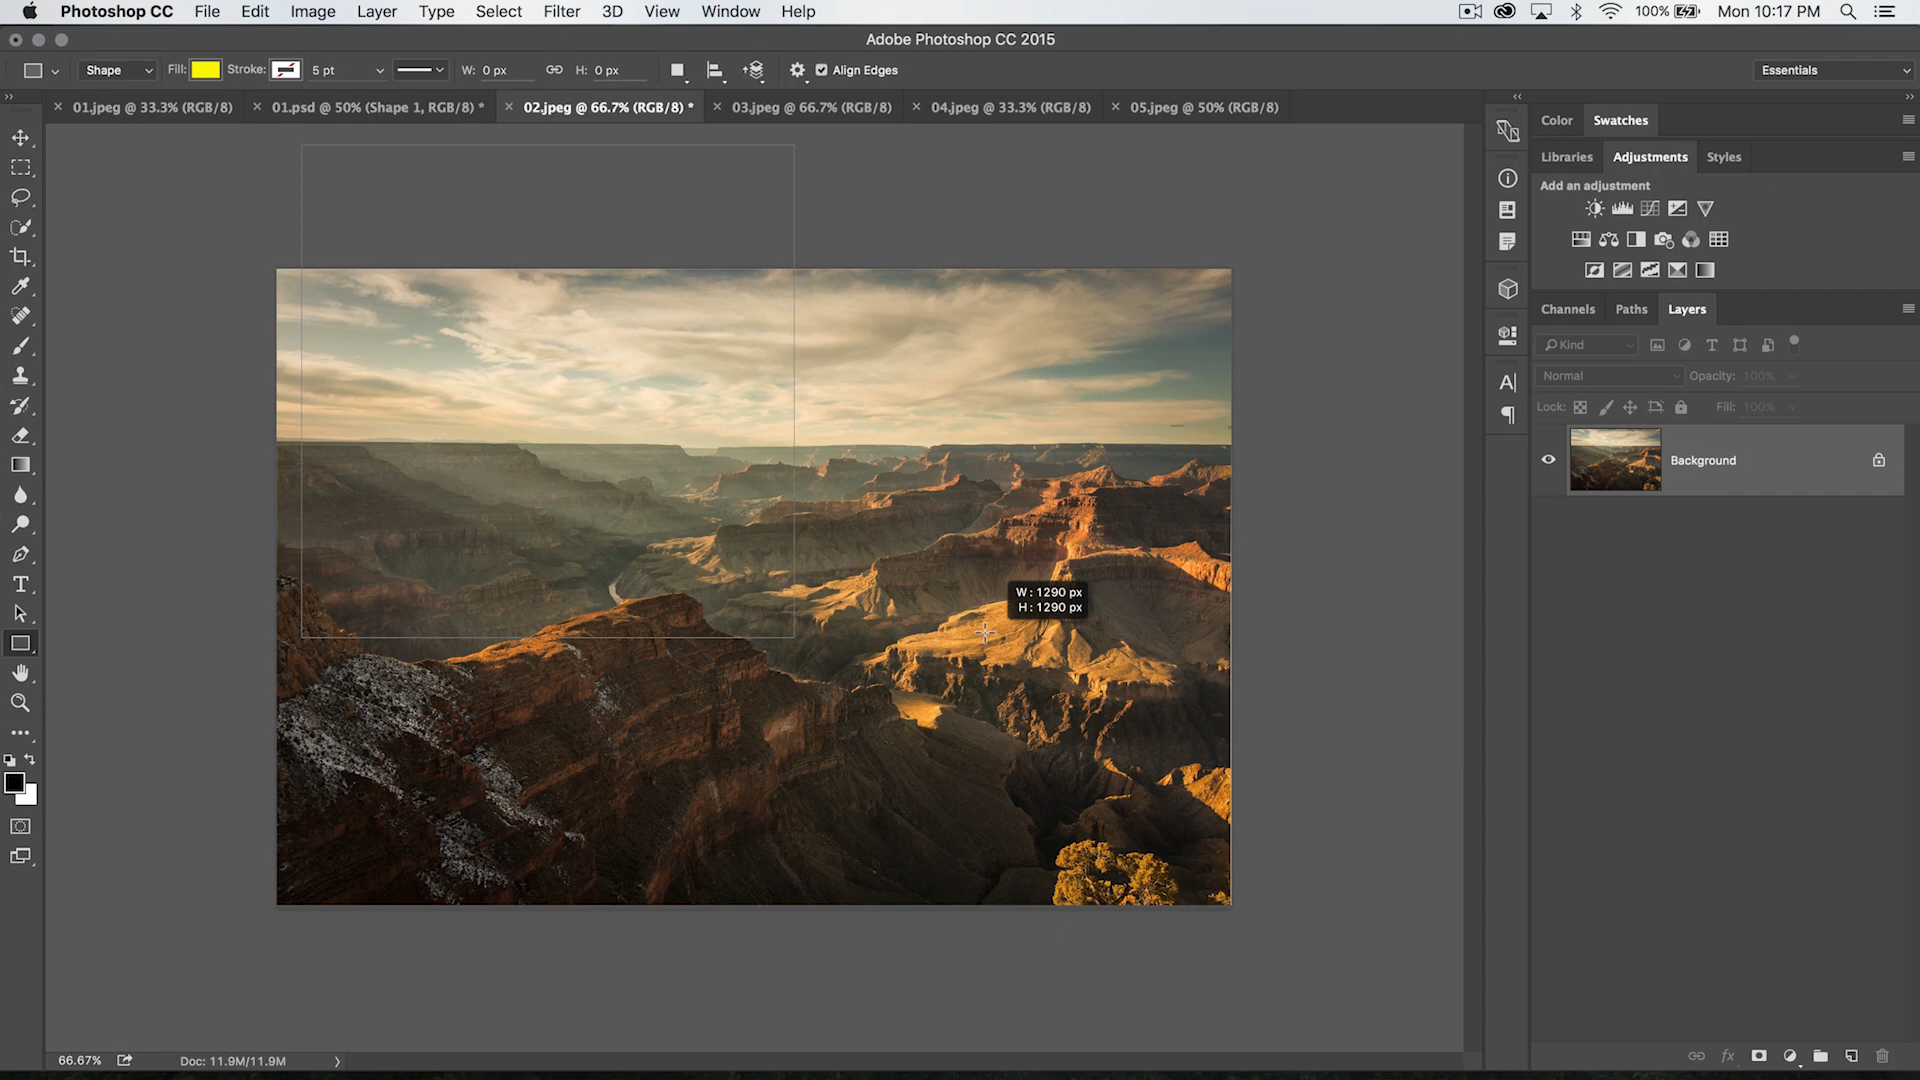 Photoshop CC File Edit Image Layer Type Select Filter 3D View Window Help 100% Mon 10:17 PM
Adobe Photoshop CC 2015
Shape Fill: Stroke: 5 pt W: 0 px H: 0 px Align Edges Essentials
01.jpeg @ 33.3% (RGB/8) 01.psd @ 50% (Shape 1, RGB/8) * 02.jpeg @ 66.7% (RGB/8) * 03.jpeg @ 66.7% (RGB/8) 04.jpeg @ 33.3% (RGB/8) 05.jpeg @ 50% (RGB/8)
Color Swatches
Libraries Adjustments Styles
Add an adjustment
Channels Paths Layers
Kind
Normal Opacity: 100%
Lock: Fill: 100%
Background
W: 1290 px
H: 1290 px
66.67% Doc: 11.9M/11.9M
fx